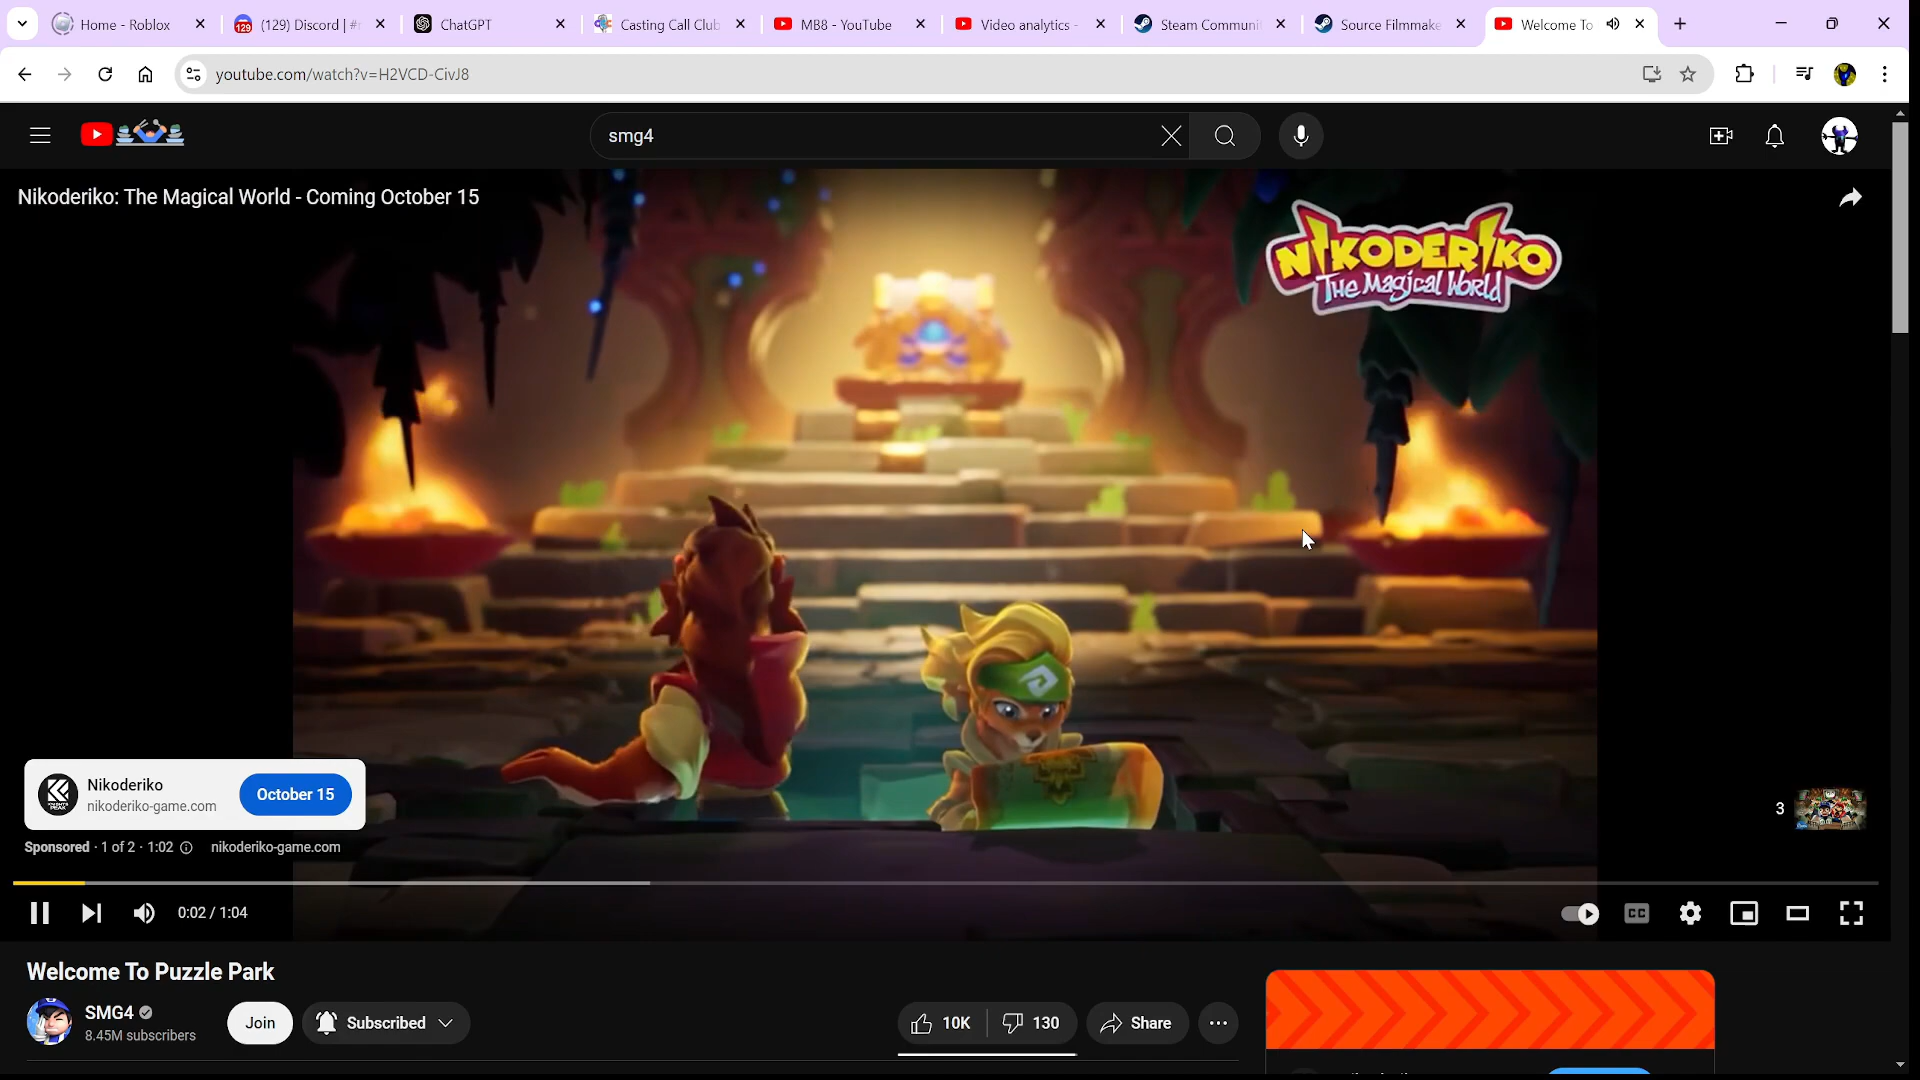 Home - Roblox
(129) Discord | #r
ChatGPT
Casting Call Club
MB8 - YouTube
Video analytics -
Steam Communi
Source Filmmake
Welcome To
youtube.com/watch?v=H2VCD-CivJ8
smg4
Nikoderiko: The Magical World - Coming October 15
NIKODERIKO
The Magical World
Nikoderiko
nikoderiko-game.com
October 15
3
Sponsored · 1 of 2 · 1:02
nikoderiko-game.com
0:02 / 1:04
CC
Welcome To Puzzle Park
SMG4
8.45M subscribers
Join
Subscribed
10K
130
Share